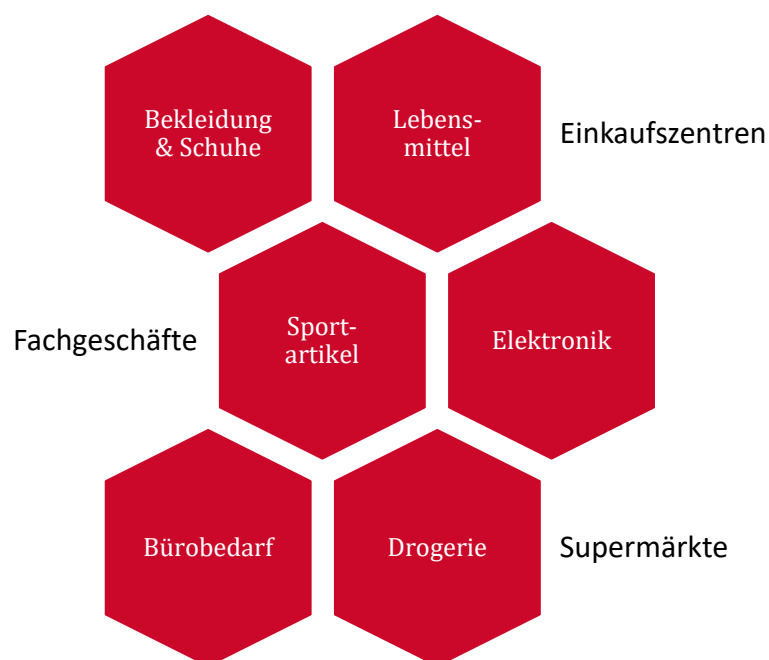 Bekleidung
& Schuhe
Lebens-
mittel
Einkaufszentren
Fachgeschäfte
Sport-
artikel
Elektronik
Bürobedarf
Drogerie
Supermärkte